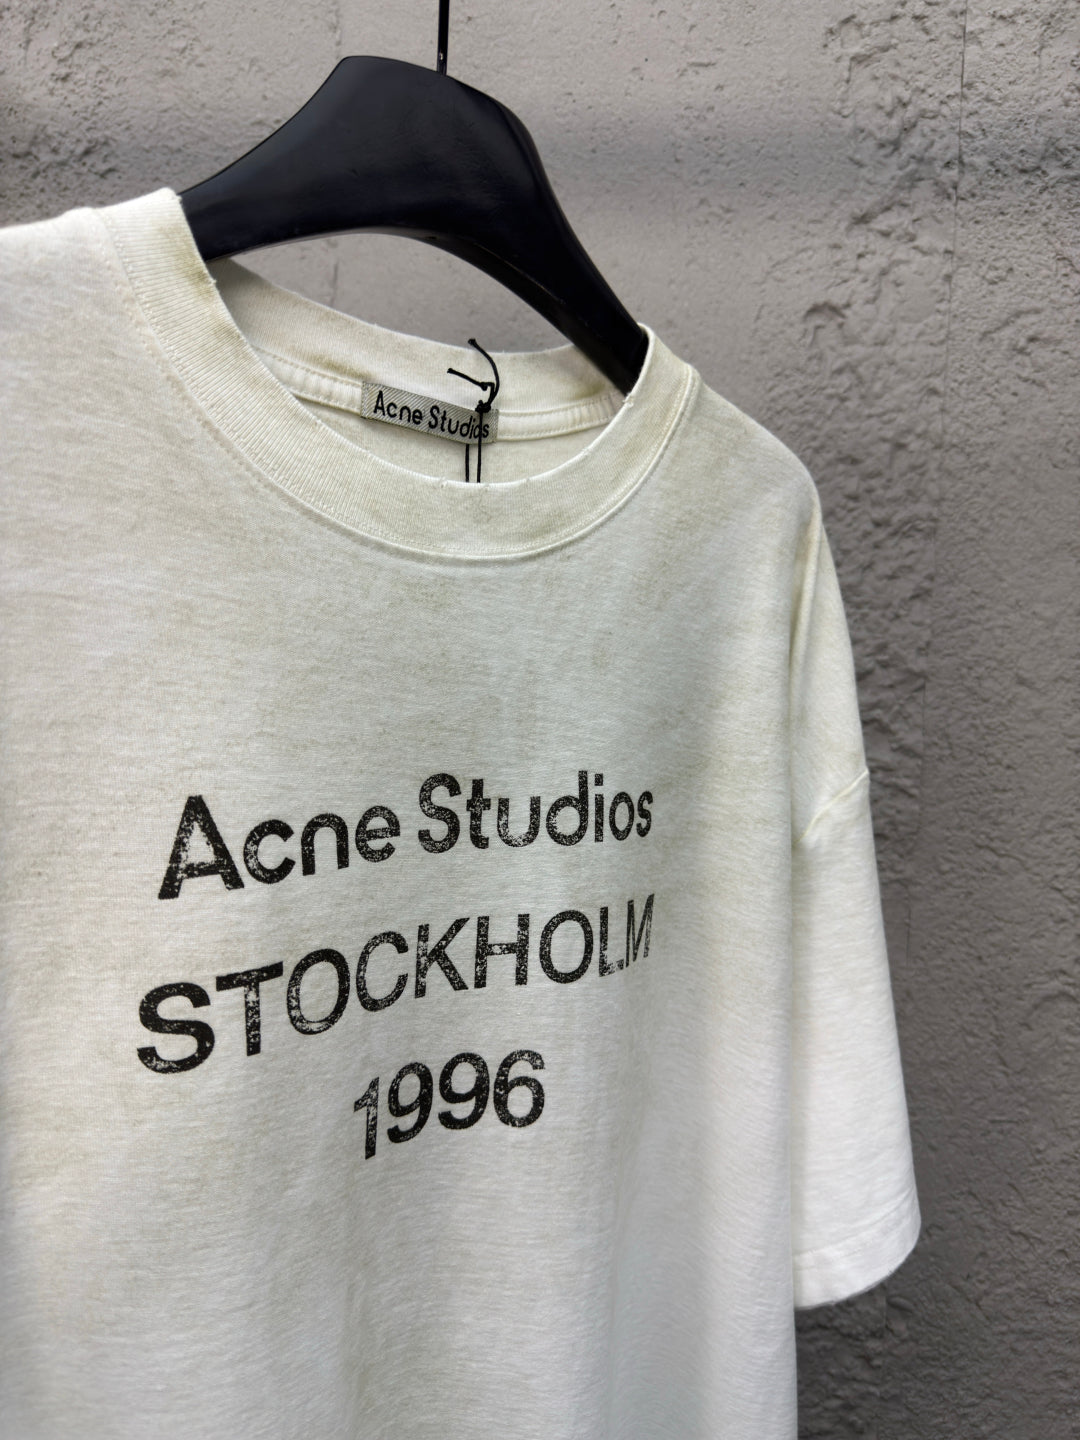 Acne Studios
Acne Studios
STOCKHOLM
1996